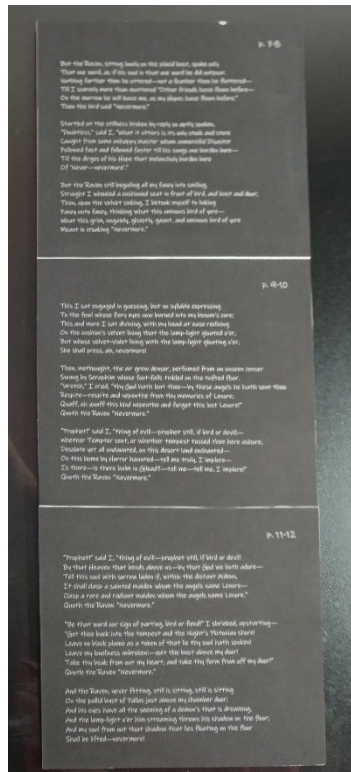 p. 7-8
But the Raven, sitting lonely on the placid bust, spoke only
That one word, as if his soul in that one word he did outpour.
Nothing farther then he uttered—not a feather then he fluttered—
Till I scarcely more than muttered "Other friends have flown before—
On the morrow he will leave me, as my Hopes have flown before."
Then the bird said "Nevermore."
Startled at the stillness broken by reply so aptly spoken,
"Doubtless," said I, "what it utters is its only stock and store
Caught from some unhappy master whom unmerciful Disaster
Followed fast and followed faster till his songs one burden bore—
Till the dirges of his Hope that melancholy burden bore
Of 'Never—nevermore'."
But the Raven still beguiling all my fancy into smiling,
Straight I wheeled a cushioned seat in front of bird, and bust and door;
Then, upon the velvet sinking, I betook myself to linking
Fancy unto fancy, thinking what this ominous bird of yore—
What this grim, ungainly, ghastly, gaunt, and ominous bird of yore
Meant in croaking "Nevermore."
p. 9-10
This I sat engaged in guessing, but no syllable expressing
To the fowl whose fiery eyes now burned into my bosom's core;
This and more I sat divining, with my head at ease reclining
On the cushion's velvet lining that the lamp-light gloated o'er,
But whose velvet-violet lining with the lamp-light gloating o'er,
She shall press, ah, nevermore!
Then, methought, the air grew denser, perfumed from an unseen censer
Swung by Seraphim whose foot-falls tinkled on the tufted floor.
"Wretch," I cried, "thy God hath lent thee—by these angels he hath sent thee
Respite—respite and nepenthe from thy memories of Lenore;
Quaff, oh quaff this kind nepenthe and forget this lost Lenore!"
Quoth the Raven "Nevermore."
"Prophet!" said I, "thing of evil—prophet still, if bird or devil—
Whether Tempter sent, or whether tempest tossed thee here ashore,
Desolate yet all undaunted, on this desert land enchanted—
On this home by Horror haunted—tell me truly, I implore—
Is there—is there balm in Gilead?—tell me—tell me, I implore!"
Quoth the Raven "Nevermore."
p. 11-12
"Prophet!" said I, "thing of evil—prophet still, if bird or devil!
By that Heaven that bends above us—by that God we both adore—
Tell this soul with sorrow laden if, within the distant Aidenn,
It shall clasp a sainted maiden whom the angels name Lenore—
Clasp a rare and radiant maiden whom the angels name Lenore."
Quoth the Raven "Nevermore."
"Be that word our sign of parting, bird or fiend!" I shrieked, upstarting—
"Get thee back into the tempest and the Night's Plutonian shore!
Leave no black plume as a token of that lie thy soul hath spoken!
Leave my loneliness unbroken!—quit the bust above my door!
Take thy beak from out my heart, and take thy form from off my door!"
Quoth the Raven "Nevermore."
And the Raven, never flitting, still is sitting, still is sitting
On the pallid bust of Pallas just above my chamber door;
And his eyes have all the seeming of a demon's that is dreaming,
And the lamp-light o'er him streaming throws his shadow on the floor;
And my soul from out that shadow that lies floating on the floor
Shall be lifted—nevermore!